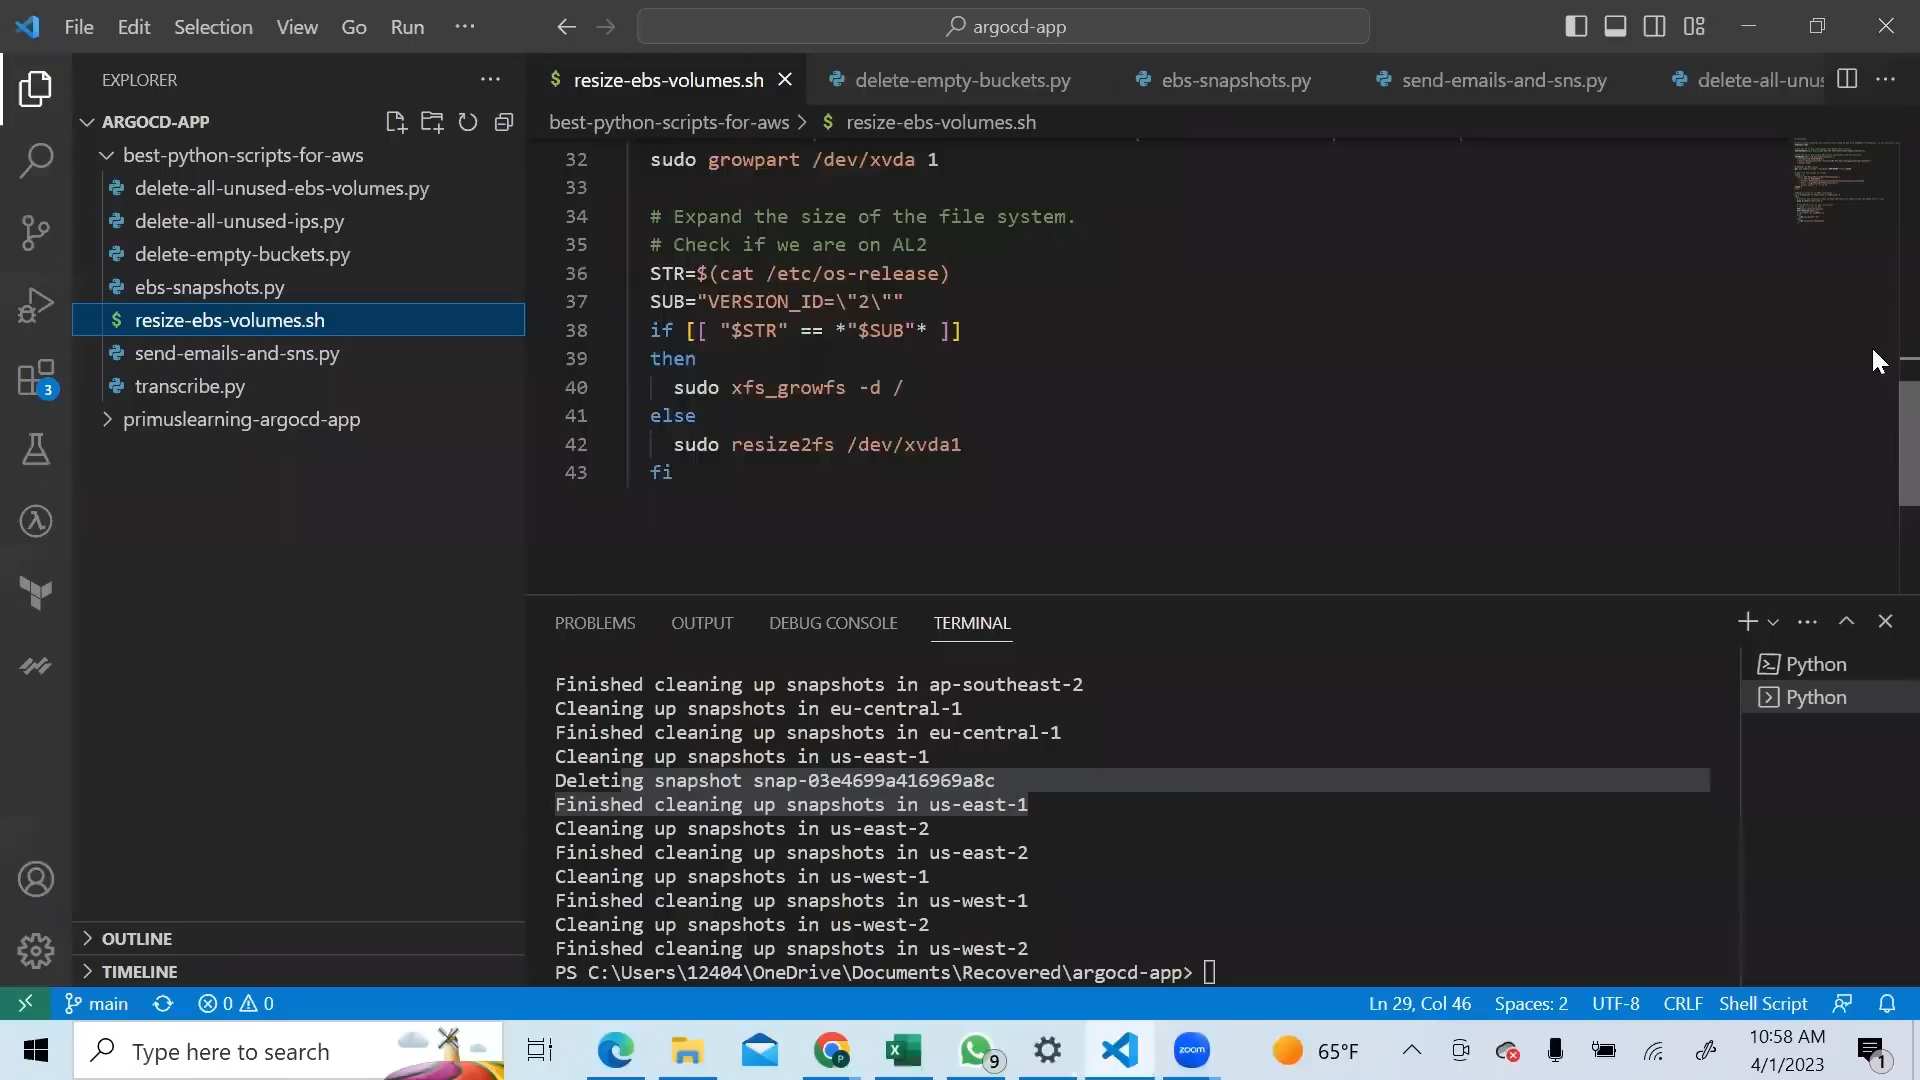 File Edit Selection View Go Run ···
argocd-app
EXPLORER
ARGOCD-APP
best-python-scripts-for-aws
delete-all-unused-ebs-volumes.py
delete-all-unused-ips.py
delete-empty-buckets.py
ebs-snapshots.py
$ resize-ebs-volumes.sh
send-emails-and-sns.py
transcribe.py
primuslearning-argocd-app
3
OUTLINE
TIMELINE
$ resize-ebs-volumes.sh delete-empty-buckets.py ebs-snapshots.py send-emails-and-sns.py delete-all-unus
best-python-scripts-for-aws > $ resize-ebs-volumes.sh
32 sudo growpart /dev/xvda 1
33
34 # Expand the size of the file system.
35 # Check if we are on AL2
36 STR=$(cat /etc/os-release)
37 SUB="VERSION_ID=\"2\""
38 if [[ "$STR" == *"$SUB"* ]]
39 then
40 sudo xfs_growfs -d /
41 else
42 sudo resize2fs /dev/xvda1
43 fi
PROBLEMS OUTPUT DEBUG CONSOLE TERMINAL
Python
Python
Finished cleaning up snapshots in ap-southeast-2
Cleaning up snapshots in eu-central-1
Finished cleaning up snapshots in eu-central-1
Cleaning up snapshots in us-east-1
Deleting snapshot snap-03e4699a416969a8c
Finished cleaning up snapshots in us-east-1
Cleaning up snapshots in us-east-2
Finished cleaning up snapshots in us-east-2
Cleaning up snapshots in us-west-1
Finished cleaning up snapshots in us-west-1
Cleaning up snapshots in us-west-2
Finished cleaning up snapshots in us-west-2
PS C:\Users\12404\OneDrive\Documents\Recovered\argocd-app>
main 0 0 Ln 29, Col 46 Spaces: 2 UTF-8 CRLF Shell Script
Type here to search
9
zoom
65°F
10:58 AM
4/1/2023
1